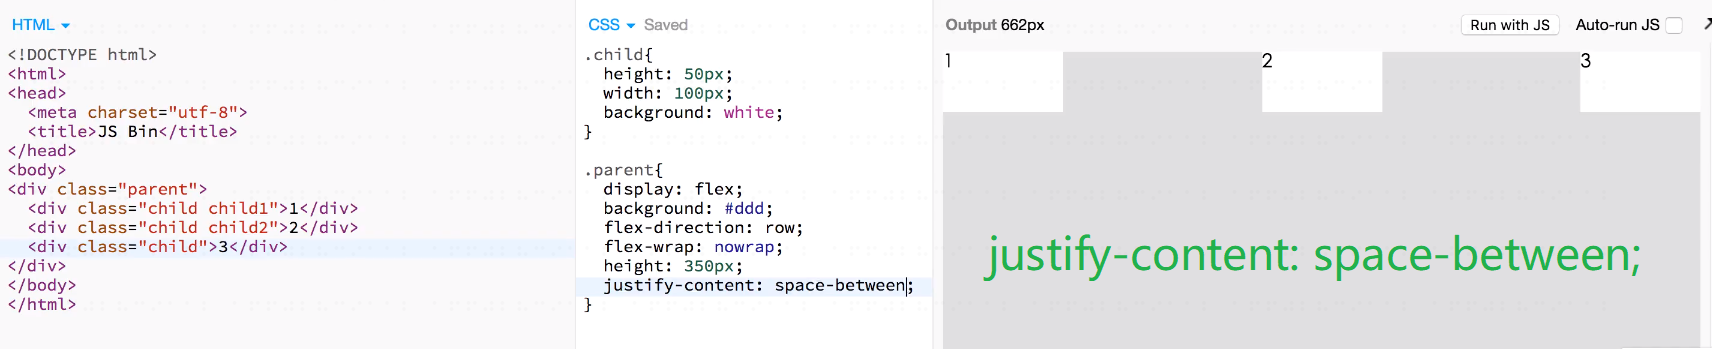 HTML
<!DOCTYPE html>
<html>
<head>
  <meta charset="utf-8">
  <title>JS Bin</title>
</head>
<body>
<div class="parent">
  <div class="child child1">1</div>
  <div class="child child2">2</div>
  <div class="child">3</div>
</div>
</body>
</html>
CSS Saved
.child{
  height: 50px;
  width: 100px;
  background: white;
}
.parent{
  display: flex;
  background: #ddd;
  flex-direction: row;
  flex-wrap: nowrap;
  height: 350px;
  justify-content: space-between;
}
Output 662px Run with JS Auto-run JS
1 2 3
justify-content: space-between;